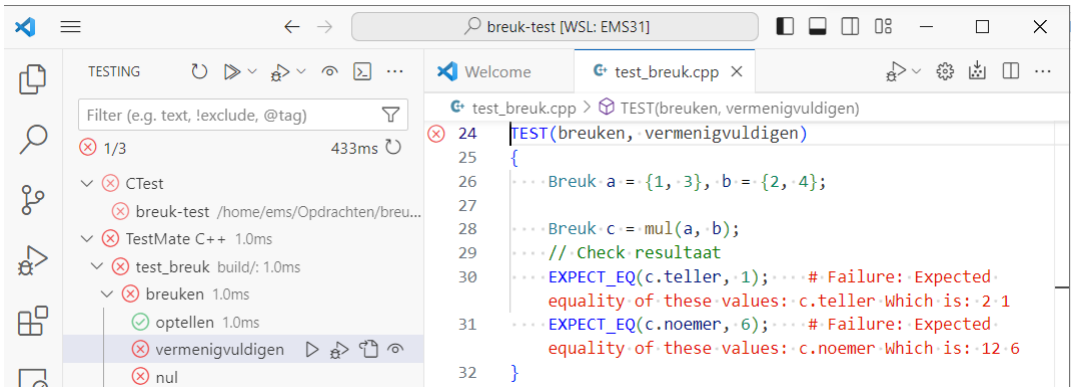 breuk-test [WSL: EMS31]
TESTING
Filter (e.g. text, !exclude, @tag)
1/3 433ms
CTest
breuk-test /home/ems/Opdrachten/breu...
TestMate C++ 1.0ms
test_breuk build/: 1.0ms
breuken 1.0ms
optellen 1.0ms
vermenigvuldigen
nul
Welcome
test_breuk.cpp
test_breuk.cpp > TEST(breuken, vermenigvuldigen)
24 TEST(breuken, vermenigvuldigen)
25 {
26 Breuk a = {1, 3}, b = {2, 4};
27
28 Breuk c = mul(a, b);
29 // Check resultaat
30 EXPECT_EQ(c.teller, 1); # Failure: Expected
equality of these values: c.teller Which is: 2 1
31 EXPECT_EQ(c.noemer, 6); # Failure: Expected
equality of these values: c.noemer Which is: 12 6
32 }